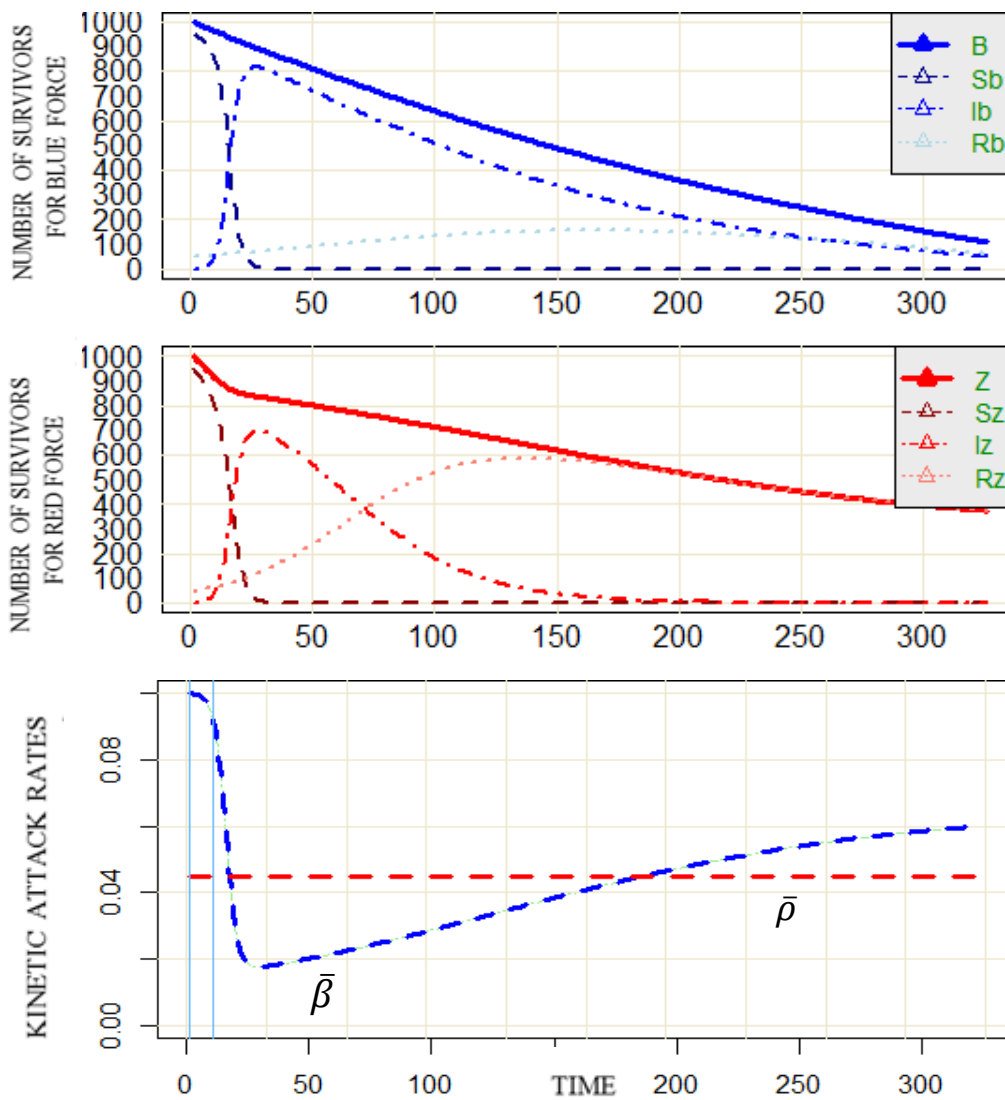 NUMBER OF SURVIVORS
FOR BLUE FORCE
1000
900
800
700
600
500
400
300
200
100
0
0 50 100 150 200 250 300
B
Sb
Ib
Rb
NUMBER OF SURVIVORS
FOR RED FORCE
1000
900
800
700
600
500
400
300
200
100
0
0 50 100 150 200 250 300
Z
Sz
Iz
Rz
KINETIC ATTACK RATES
0.08
0.04
0.00
ρ̄
β̄
0 50 100 TIME 200 250 300